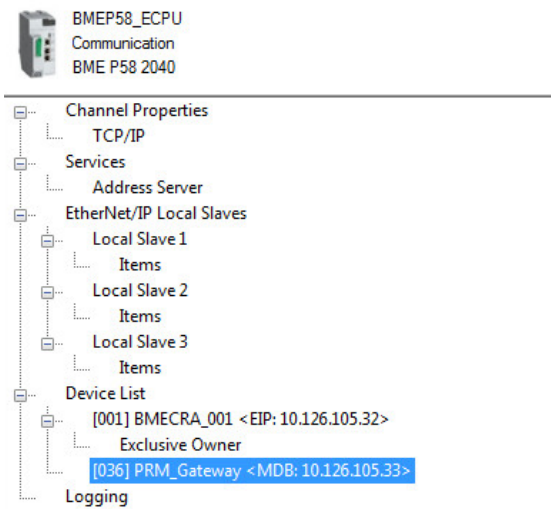 BMEP58_ECPU
Communication
BME P58 2040
Channel Properties
TCP/IP
Services
Address Server
EtherNet/IP Local Slaves
Local Slave 1
Items
Local Slave 2
Items
Local Slave 3
Items
Device List
[001] BMECRA_001 <EIP: 10.126.105.32>
Exclusive Owner
[036] PRM_Gateway <MDB: 10.126.105.33>
Logging